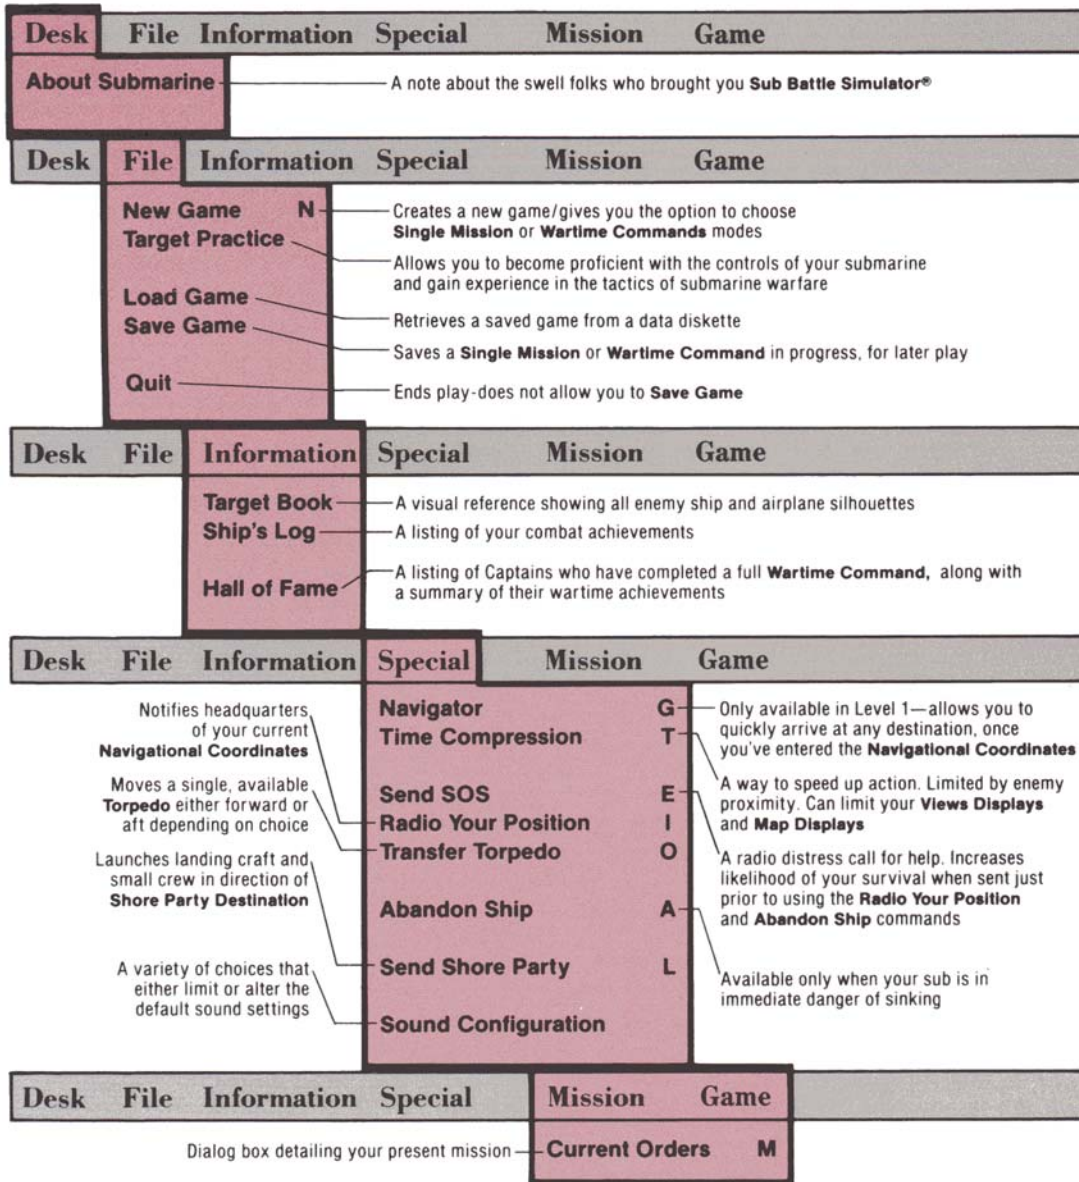 Desk File Information Special Mission Game
About Submarine
A note about the swell folks who brought you Sub Battle Simulator®
Desk File Information Special Mission Game
New Game N
Creates a new game/gives you the option to choose
Single Mission or Wartime Commands modes
Target Practice
Allows you to become proficient with the controls of your submarine
and gain experience in the tactics of submarine warfare
Load Game
Retrieves a saved game from a data diskette
Save Game
Saves a Single Mission or Wartime Command in progress, for later play
Quit
Ends play-does not allow you to Save Game
Desk File Information Special Mission Game
Target Book
A visual reference showing all enemy ship and airplane silhouettes
Ship's Log
A listing of your combat achievements
Hall of Fame
A listing of Captains who have completed a full Wartime Command, along with
a summary of their wartime achievements
Desk File Information Special Mission Game
Notifies headquarters
of your current
Navigational Coordinates
Moves a single, available
Torpedo either forward or
aft depending on choice
Launches landing craft and
small crew in direction of
Shore Party Destination
A variety of choices that
either limit or alter the
default sound settings
Navigator G
Time Compression T
Send SOS E
Radio Your Position I
Transfer Torpedo O
Abandon Ship A
Send Shore Party L
Sound Configuration
Only available in Level 1—allows you to
quickly arrive at any destination, once
you've entered the Navigational Coordinates
A way to speed up action. Limited by enemy
proximity. Can limit your Views Displays
and Map Displays
A radio distress call for help. Increases
likelihood of your survival when sent just
prior to using the Radio Your Position
and Abandon Ship commands
Available only when your sub is in
immediate danger of sinking
Desk File Information Special Mission Game
Dialog box detailing your present mission
Current Orders M